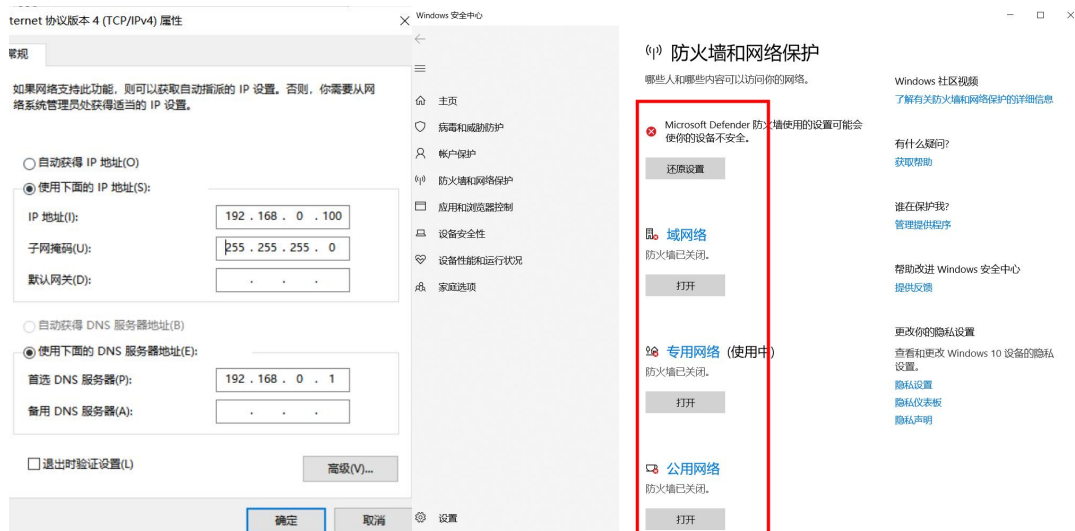 ternet 协议版本 4 (TCP/IPv4) 属性
常规
如果网络支持此功能，则可以获取自动指派的 IP 设置。否则，你需要从网
络系统管理员处获得适当的 IP 设置。
自动获得 IP 地址(O)
使用下面的 IP 地址(S):
IP 地址(I):
192 . 168 . 0 . 100
子网掩码(U):
255 . 255 . 255 . 0
默认网关(D):
. . .
自动获得 DNS 服务器地址(B)
使用下面的 DNS 服务器地址(E):
首选 DNS 服务器(P):
192 . 168 . 0 . 1
备用 DNS 服务器(A):
. . .
退出时验证设置(L)
高级(V)...
确定
取消
Windows 安全中心
主页
病毒和威胁防护
帐户保护
防火墙和网络保护
应用和浏览器控制
设备安全性
设备性能和运行状况
家庭选项
设置
防火墙和网络保护
哪些人和哪些内容可以访问你的网络。
Microsoft Defender 防火墙使用的设置可能会
使你的设备不安全。
还原设置
域网络
防火墙已关闭。
打开
专用网络 (使用中)
防火墙已关闭。
打开
公用网络
防火墙已关闭。
打开
Windows 社区视频
了解有关防火墙和网络保护的详细信息
有什么疑问?
获取帮助
谁在保护我?
管理提供程序
帮助改进 Windows 安全中心
提供反馈
更改你的隐私设置
查看和更改 Windows 10 设备的隐私
设置。
隐私设置
隐私仪表板
隐私声明